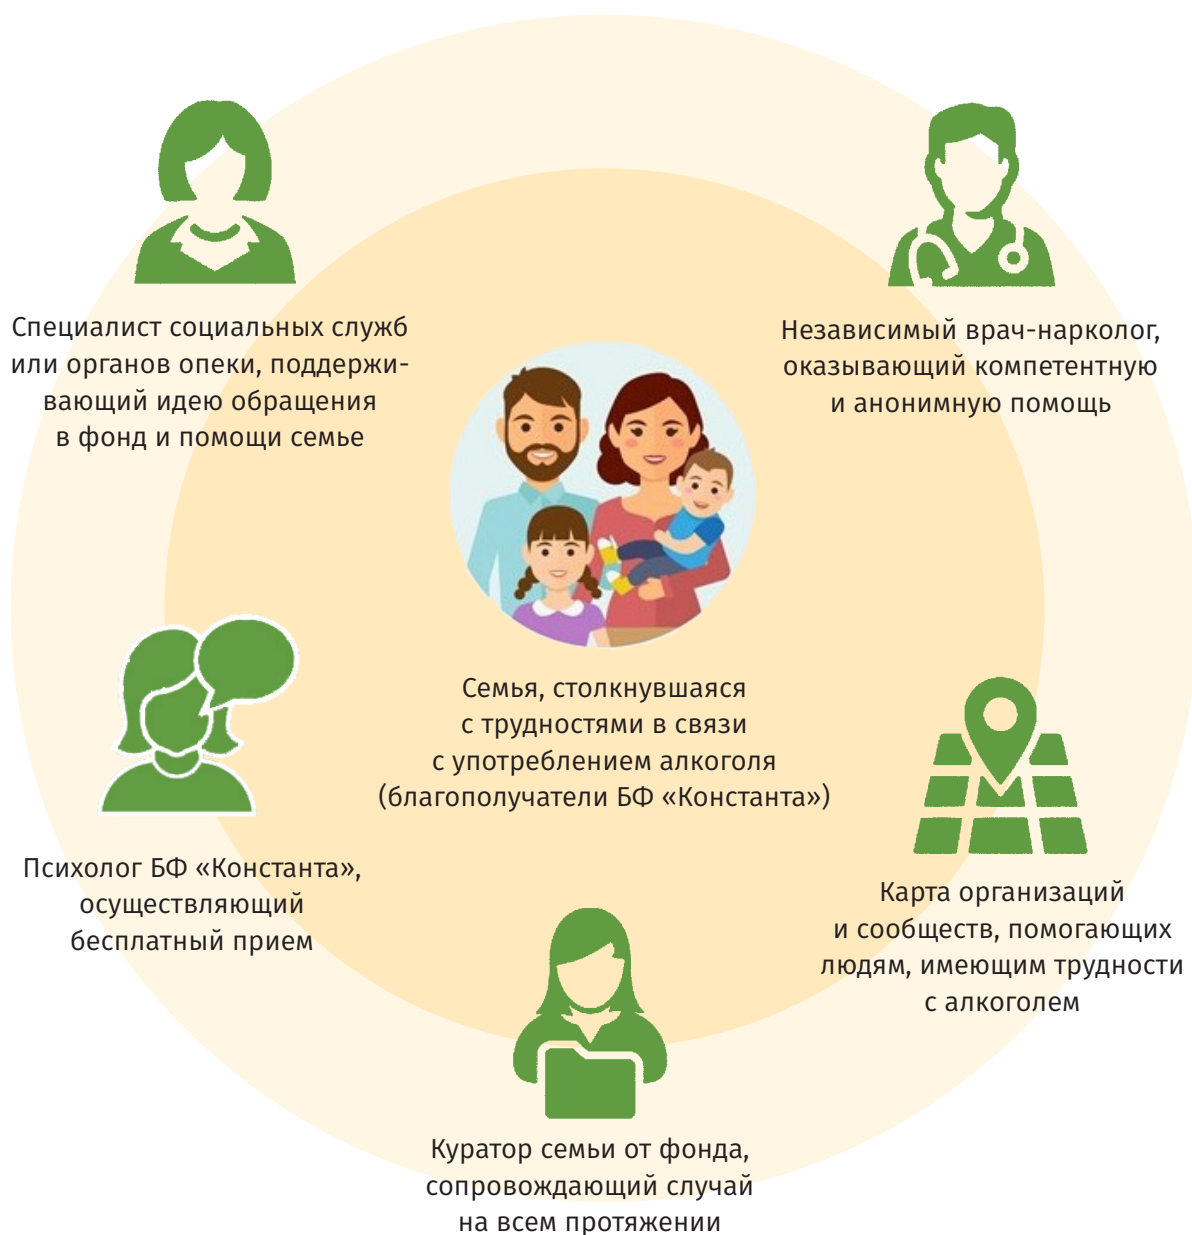 Специалист социальных служб
или органов опеки, поддержи-
вающий идею обращения
в фонд и помощи семье
Независимый врач-нарколог,
оказывающий компетентную
и анонимную помощь
Семья, столкнувшаяся
с трудностями в связи
с употреблением алкоголя
(благополучатели БФ «Константа»)
Психолог БФ «Константа»,
осуществляющий
бесплатный прием
Карта организаций
и сообществ, помогающих
людям, имеющим трудности
с алкоголем
Куратор семьи от фонда,
сопровождающий случай
на всем протяжении